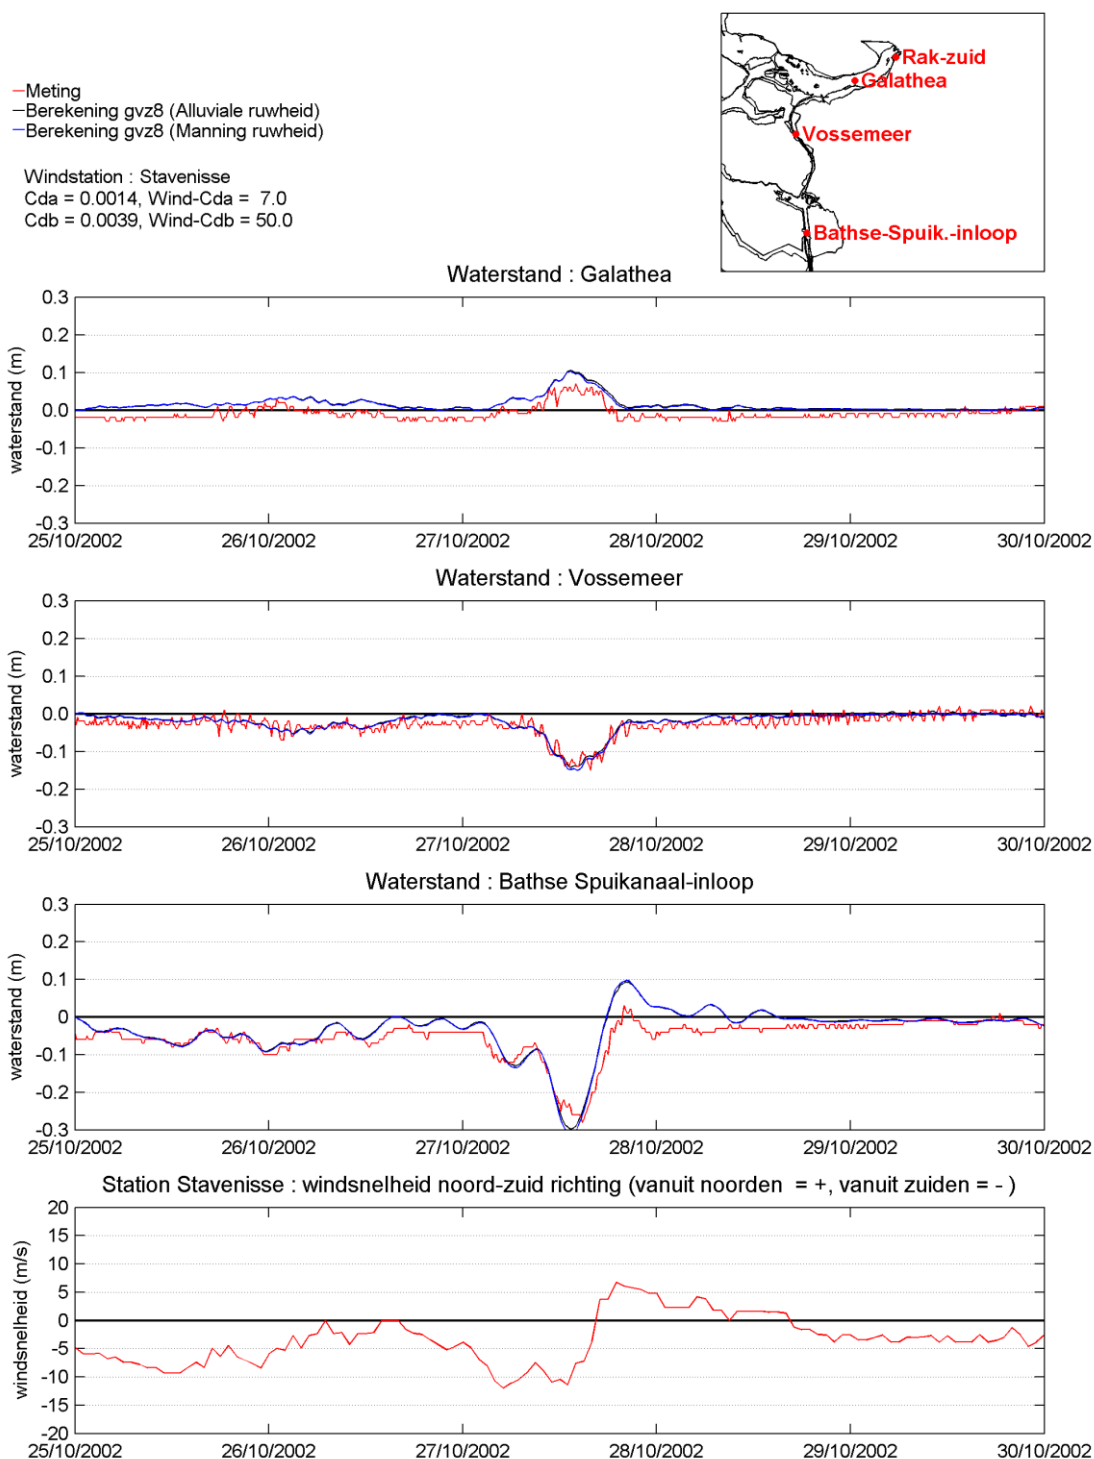 Rak-zuid
Galathea
Vossemeer
Bathse-Spuik.-inloop
Meting
Berekening gvz8 (Alluviale ruwheid)
Berekening gvz8 (Manning ruwheid)
Windstation : Stavenisse
Cda = 0.0014, Wind-Cda =  7.0
Cdb = 0.0039, Wind-Cdb = 50.0
Waterstand : Galathea
waterstand (m)
0.3
0.2
0.1
0.0
-0.1
-0.2
-0.3
25/10/2002 26/10/2002 27/10/2002 28/10/2002 29/10/2002 30/10/2002
Waterstand : Vossemeer
waterstand (m)
0.3
0.2
0.1
0.0
-0.1
-0.2
-0.3
25/10/2002 26/10/2002 27/10/2002 28/10/2002 29/10/2002 30/10/2002
Waterstand : Bathse Spuikanaal-inloop
waterstand (m)
0.3
0.2
0.1
0
-0.1
-0.2
-0.3
25/10/2002 26/10/2002 27/10/2002 28/10/2002 29/10/2002 30/10/2002
Station Stavenisse : windsnelheid noord-zuid richting (vanuit noorden  = +, vanuit zuiden = - )
windsnelheid (m/s)
20
15
10
5
0
-5
-10
-15
-20
25/10/2002 26/10/2002 27/10/2002 28/10/2002 29/10/2002 30/10/2002